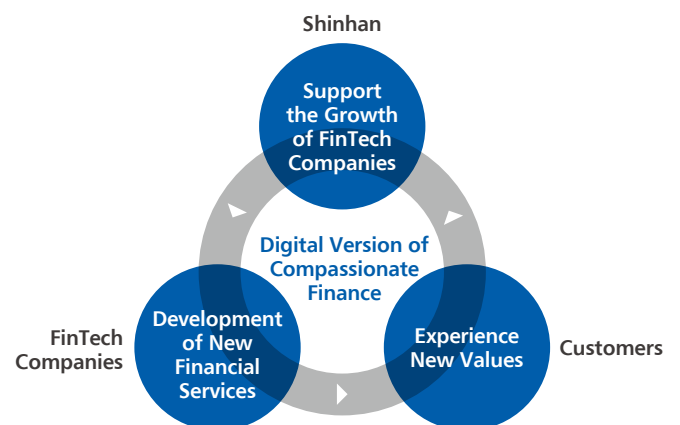 Shinhan
Support
the Growth
of FinTech
Companies
Digital Version of
Compassionate
Finance
FinTech
Companies
Development
of New
Financial
Services
Experience
New Values
Customers